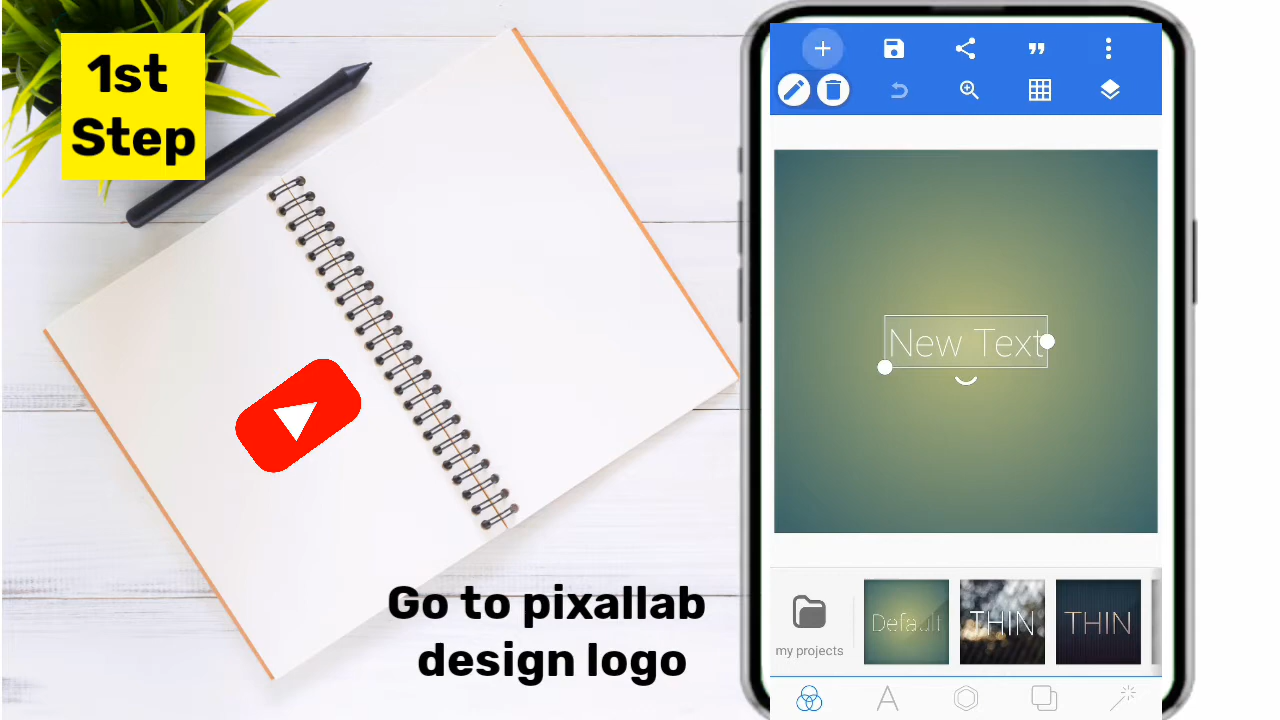 1st
Step
Go to pixallab
design logo
New Text
my projects
Default
THIN
THIN